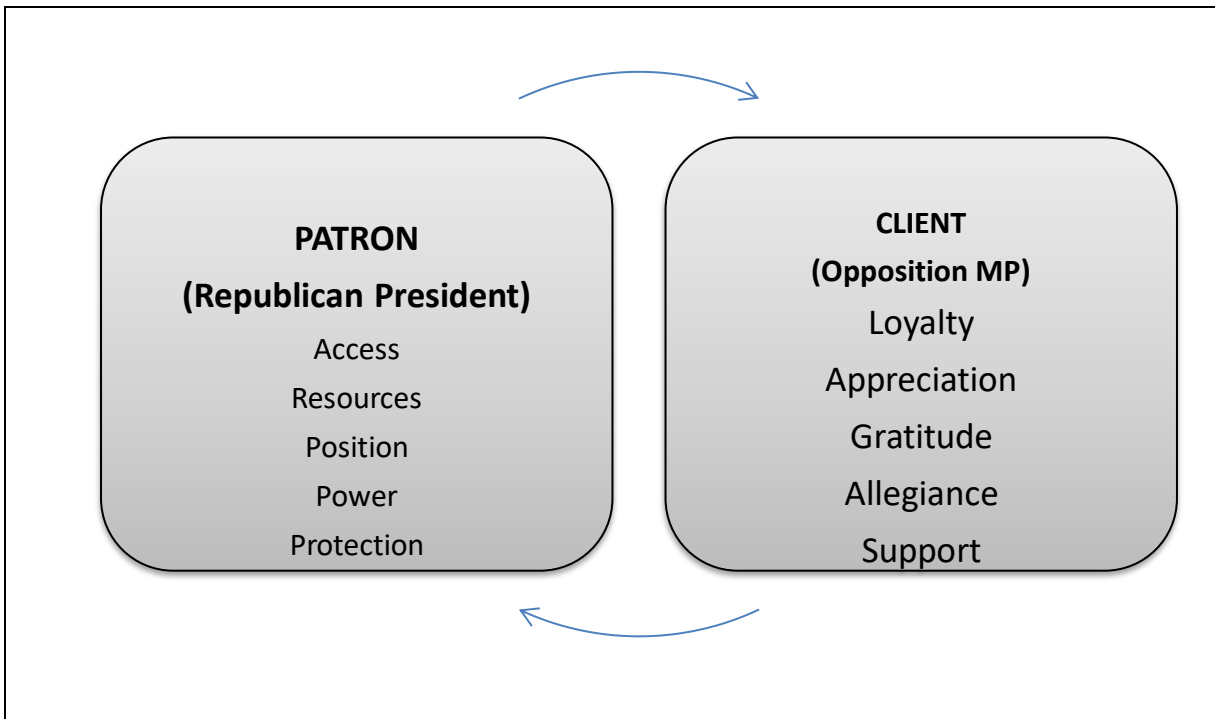 PATRON
(Republican President)
Access
Resources
Position
Power
Protection
CLIENT
(Opposition MP)
Loyalty
Appreciation
Gratitude
Allegiance
Support